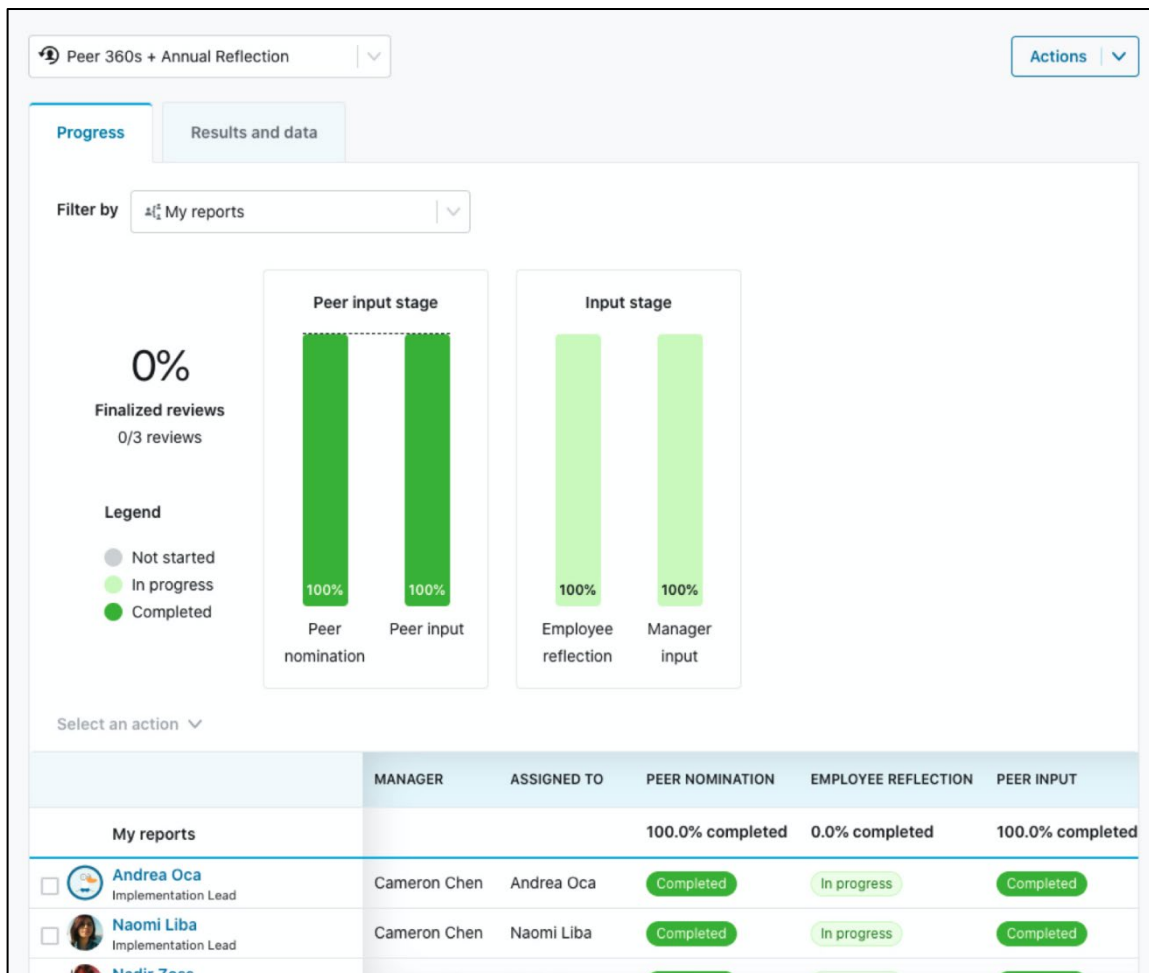 Peer 360s + Annual Reflection
Actions
Progress
Results and data
Filter by
My reports
Peer input stage
Input stage
0%
Finalized reviews
0/3 reviews
Legend
Not started
In progress
Completed
100%
100%
100%
100%
Peer
nomination
Peer input
Employee
reflection
Manager
input
Select an action
MANAGER ASSIGNED TO PEER NOMINATION EMPLOYEE REFLECTION PEER INPUT
My reports 100.0% completed 0.0% completed 100.0% completed
Andrea Oca
Implementation Lead
Cameron Chen Andrea Oca Completed In progress Completed
Naomi Liba
Implementation Lead
Cameron Chen Naomi Liba Completed In progress Completed